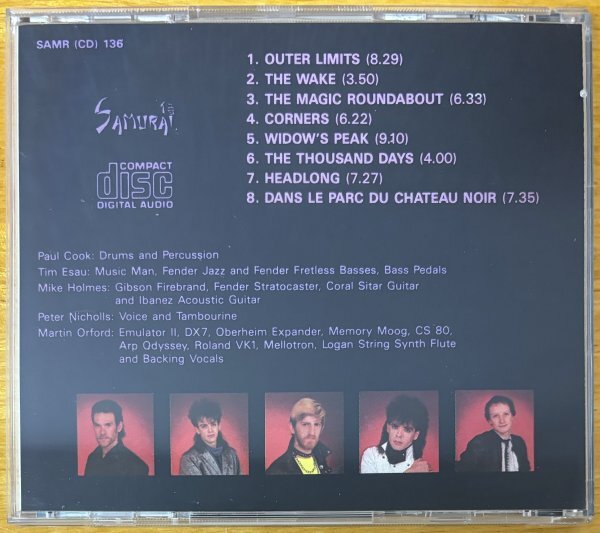 SAMR (CD) 136
1. OUTER LIMITS (8.29)
2. THE WAKE (3.50)
3. THE MAGIC ROUNDABOUT (6.33)
4. CORNERS (6.22)
5. WIDOW'S PEAK (9.10)
6. THE THOUSAND DAYS (4.00)
7. HEADLONG (7.27)
8. DANS LE PARC DU CHATEAU NOIR (7.35)
SAMURAI
COMPACT
disc
DIGITAL AUDIO
Paul Cook: Drums and Percussion
Tim Esau: Music Man, Fender Jazz and Fender Fretless Basses, Bass Pedals
Mike Holmes: Gibson Firebrand, Fender Stratocaster, Coral Sitar Guitar
and Ibanez Acoustic Guitar
Peter Nicholls: Voice and Tambourine
Martin Orford: Emulator II, DX7, Oberheim Expander, Memory Moog, CS 80,
Arp Odyssey, Roland VK1, Mellotron, Logan String Synth Flute
and Backing Vocals